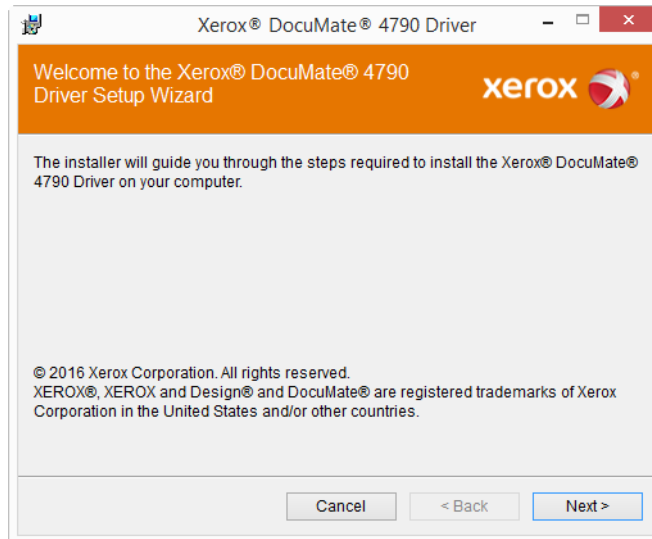 Xerox® DocuMate® 4790 Driver
Welcome to the Xerox® DocuMate® 4790
Driver Setup Wizard
xerox ®
The installer will guide you through the steps required to install the Xerox® DocuMate®
4790 Driver on your computer.
© 2016 Xerox Corporation. All rights reserved.
XEROX®, XEROX and Design® and DocuMate® are registered trademarks of Xerox
Corporation in the United States and/or other countries.
Cancel < Back Next >